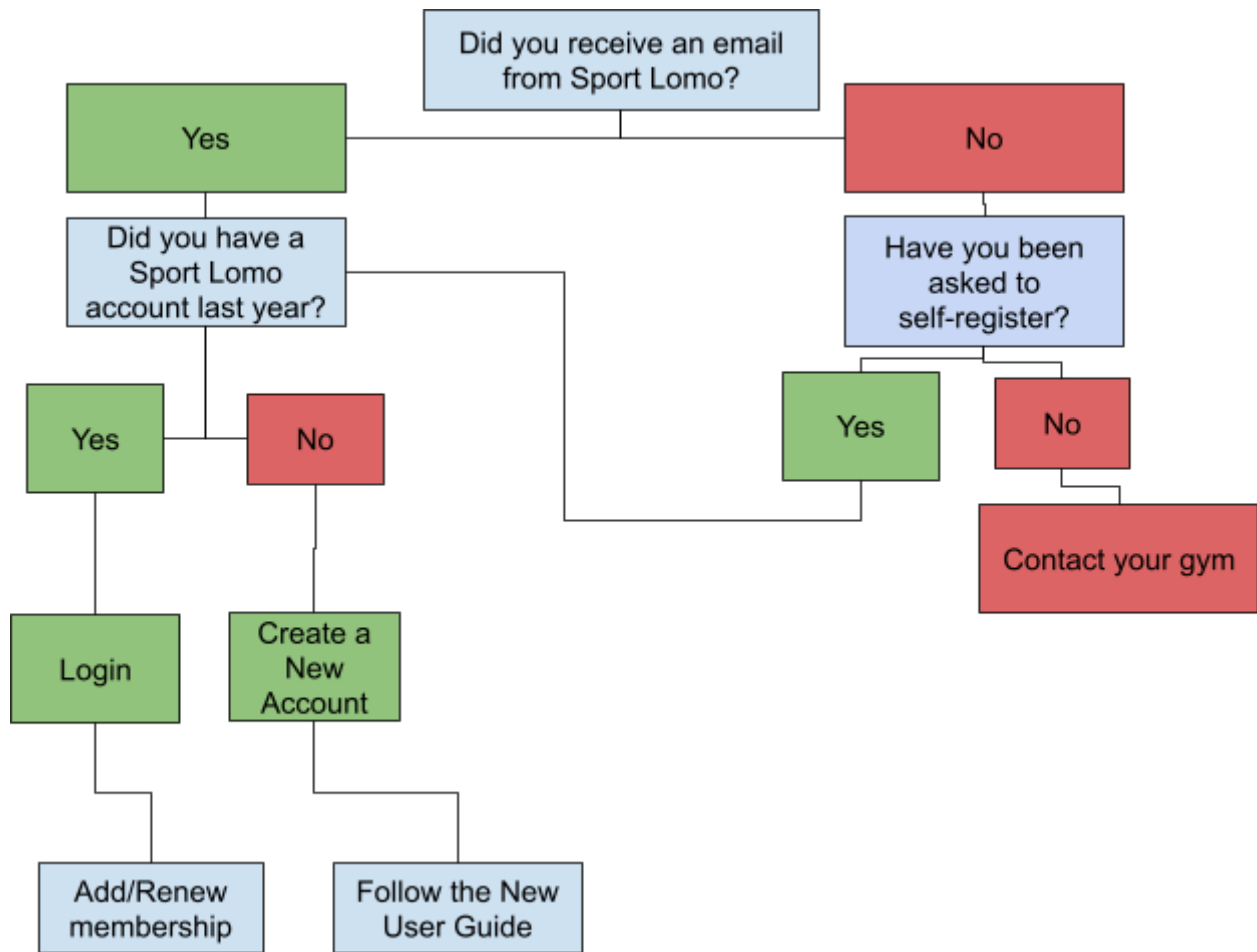 Did you receive an email
from Sport Lomo?
Yes
No
Did you have a
Sport Lomo
account last year?
Have you been
asked to
self-register?
Yes
No
Yes
No
Contact your gym
Login
Create a
New
Account
Add/Renew
membership
Follow the New
User Guide